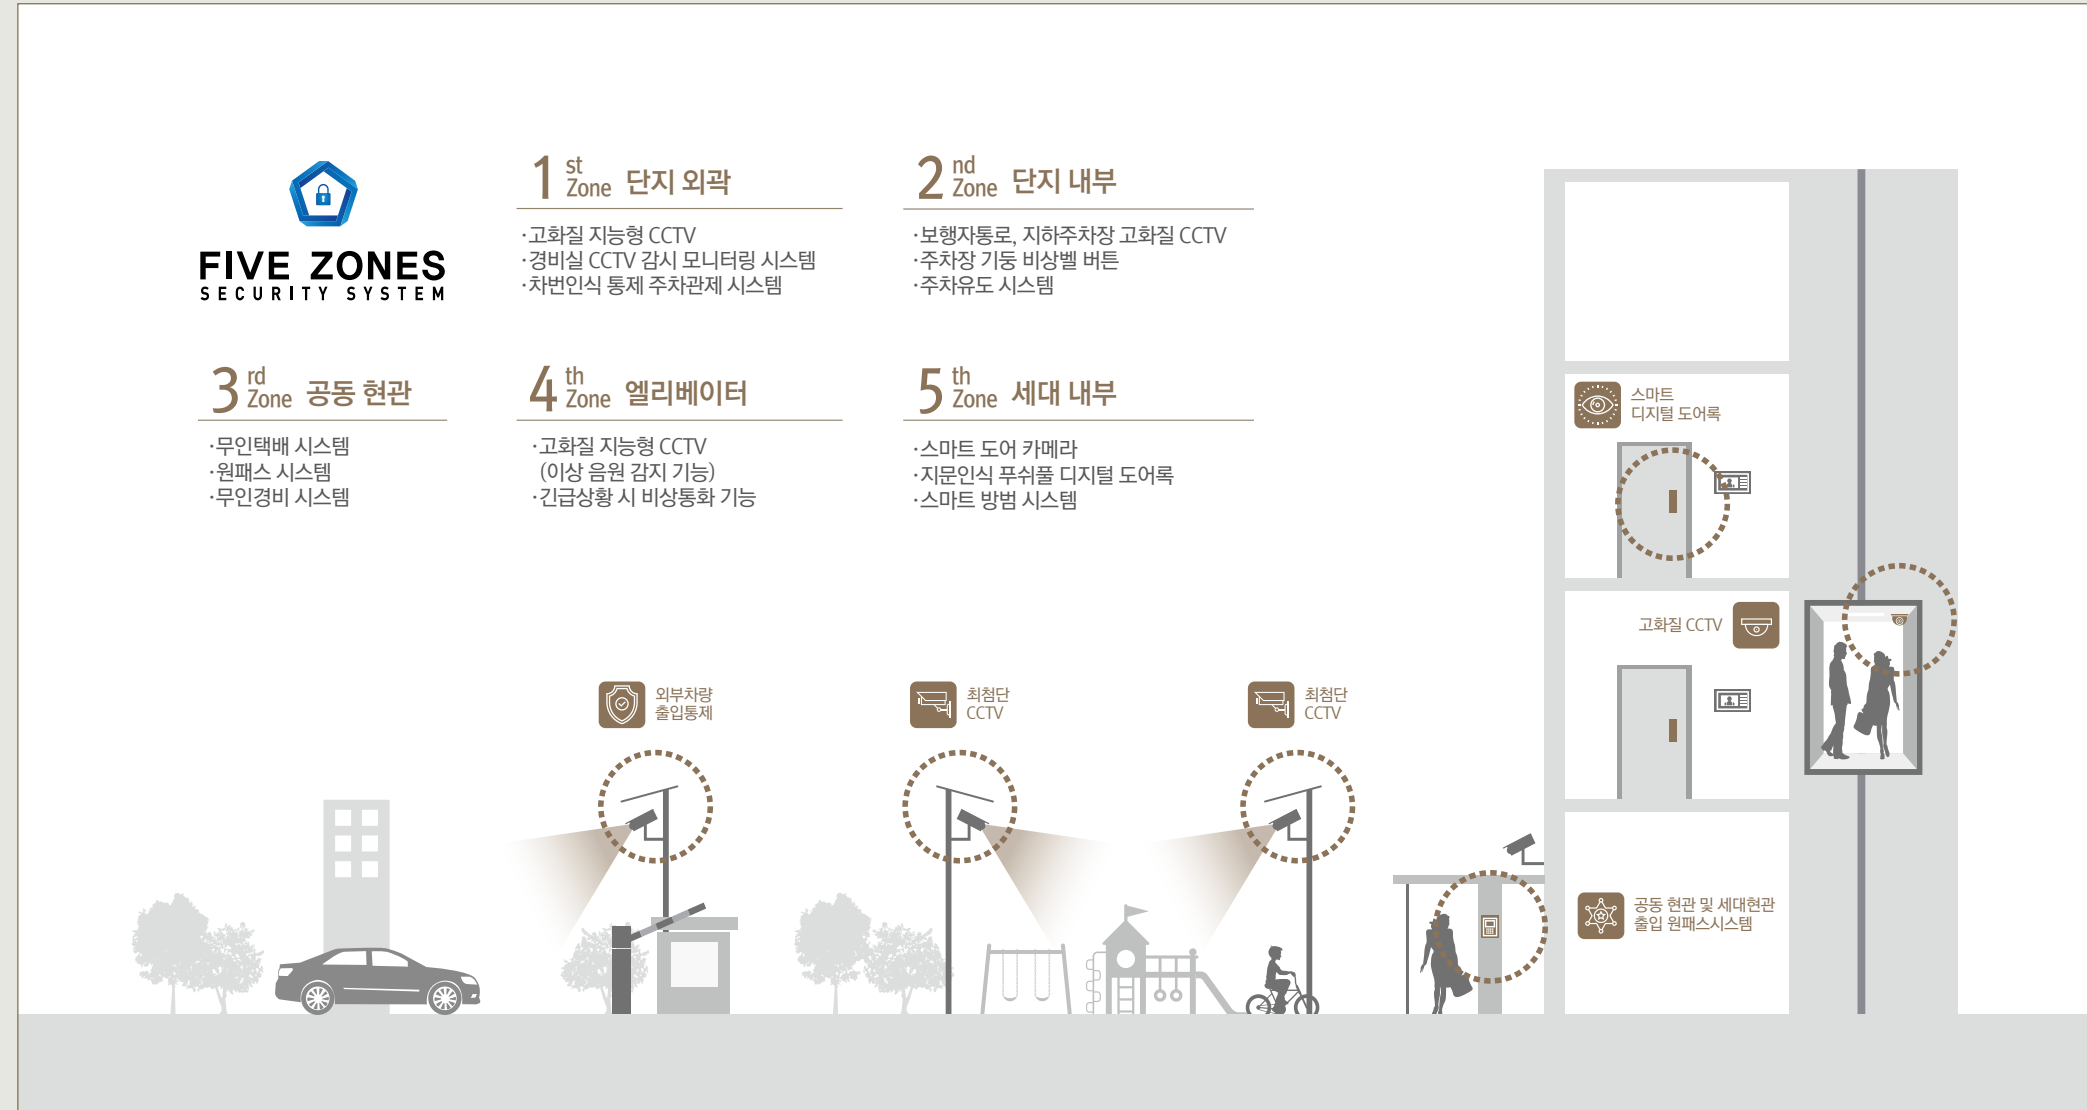 FIVE ZONES
SECURITY SYSTEM
1st Zone 단지 외곽
·고화질 지능형 CCTV
·경비실 CCTV 감시 모니터링 시스템
·차번인식 통제 주차관제 시스템
2nd Zone 단지 내부
·보행자통로, 지하주차장 고화질 CCTV
·주차장 기둥 비상벨 버튼
·주차유도 시스템
3rd Zone 공동 현관
·무인택배 시스템
·원패스 시스템
·무인경비 시스템
4th Zone 엘리베이터
·고화질 지능형 CCTV
(이상 음원 감지 기능)
·긴급상황 시 비상통화 기능
5th Zone 세대 내부
·스마트 도어 카메라
·지문인식 푸쉬풀 디지털 도어록
·스마트 방범 시스템
스마트
디지털 도어록
고화질 CCTV
외부차량
출입통제
최첨단
CCTV
최첨단
CCTV
공동 현관 및 세대현관
출입 원패스시스템